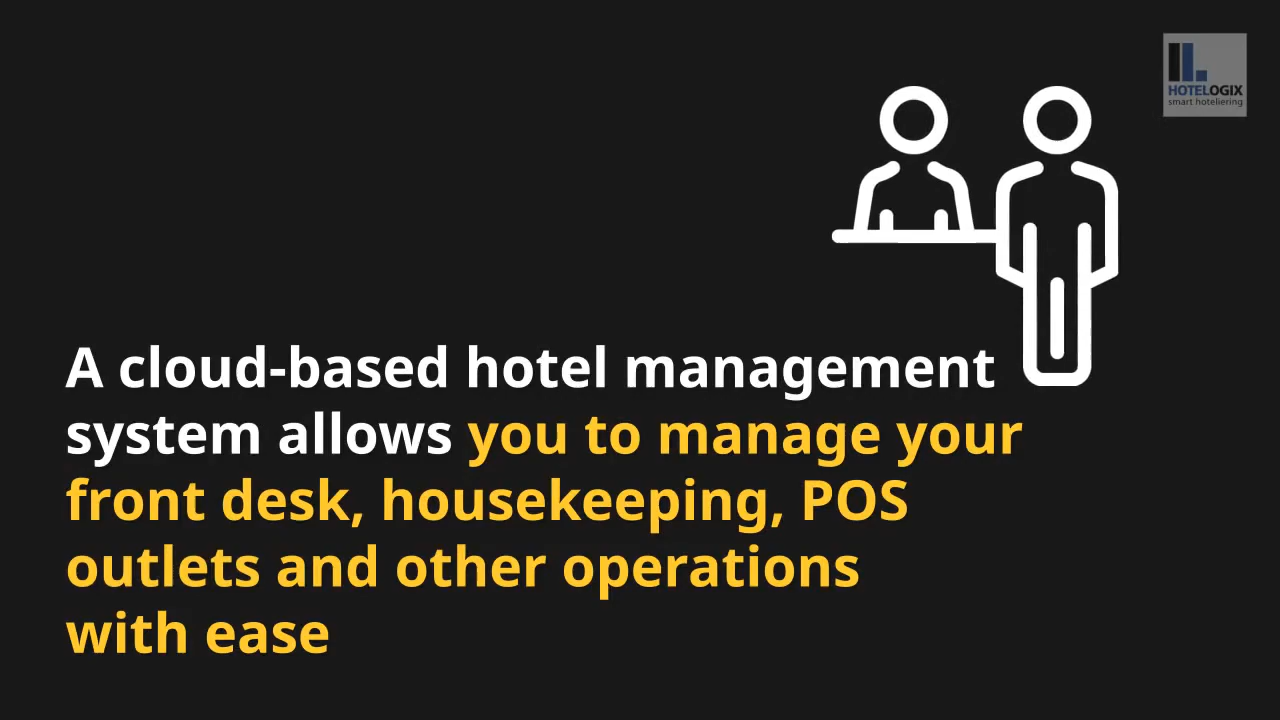 HOTELOGIX
smart hoteliering
A cloud-based hotel management
system allows you to manage your
front desk, housekeeping, POS
outlets and other operations
with ease